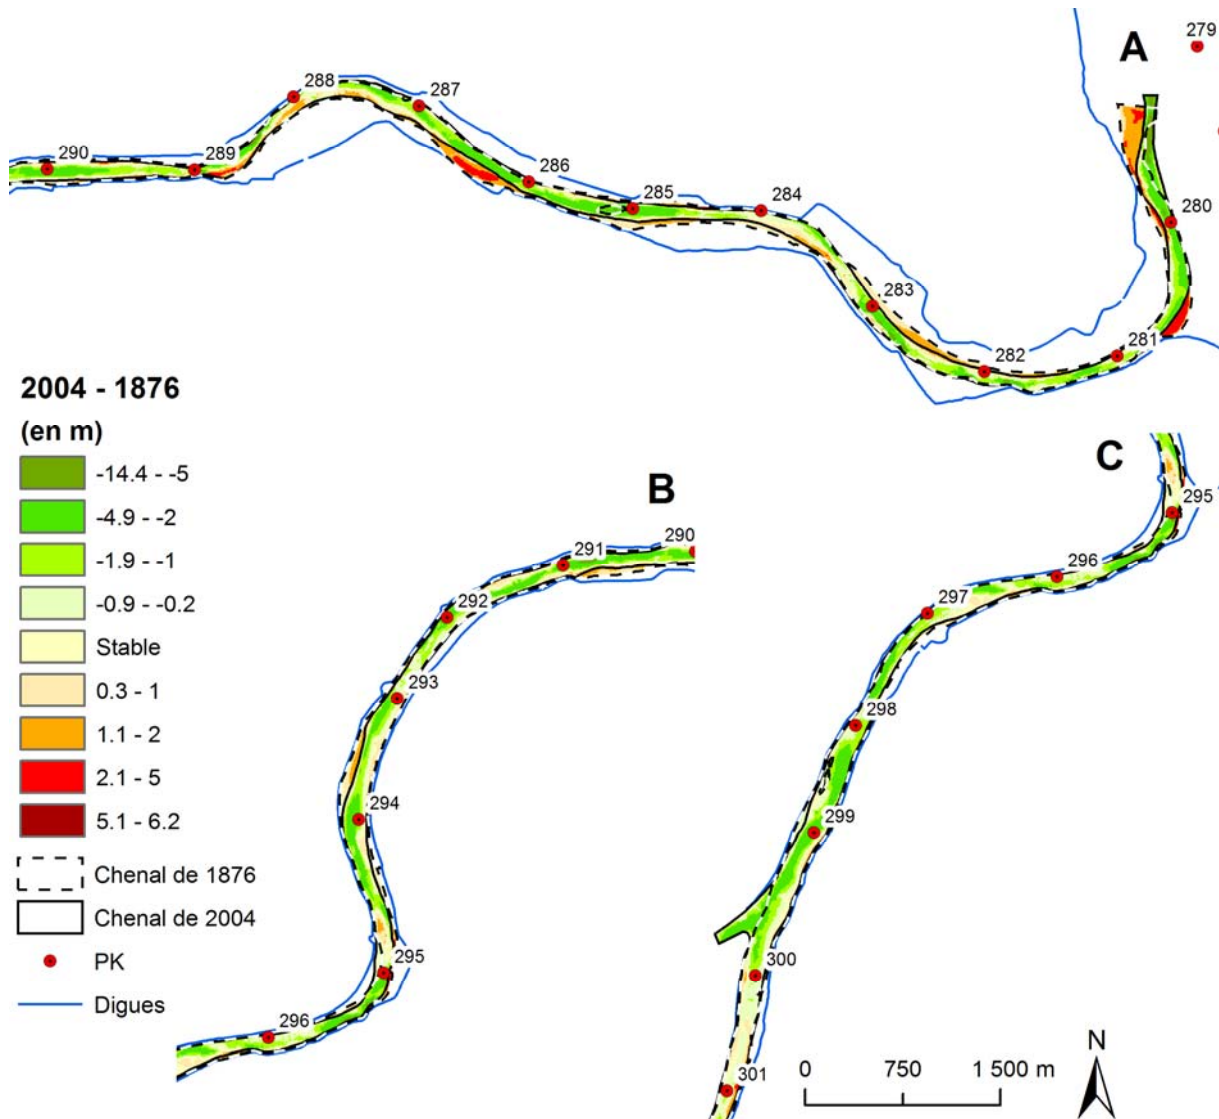 A
279
288
287
290
289
286
285
284
280
283
282
281
2004 - 1876
(en m)
-14.4 - -5
-4.9 - -2
-1.9 - -1
-0.9 - -0.2
Stable
0.3 - 1
1.1 - 2
2.1 - 5
5.1 - 6.2
Chenal de 1876
Chenal de 2004
PK
Digues
B
290
291
292
293
294
295
296
C
295
296
297
298
299
300
301
0 750 1 500 m
N